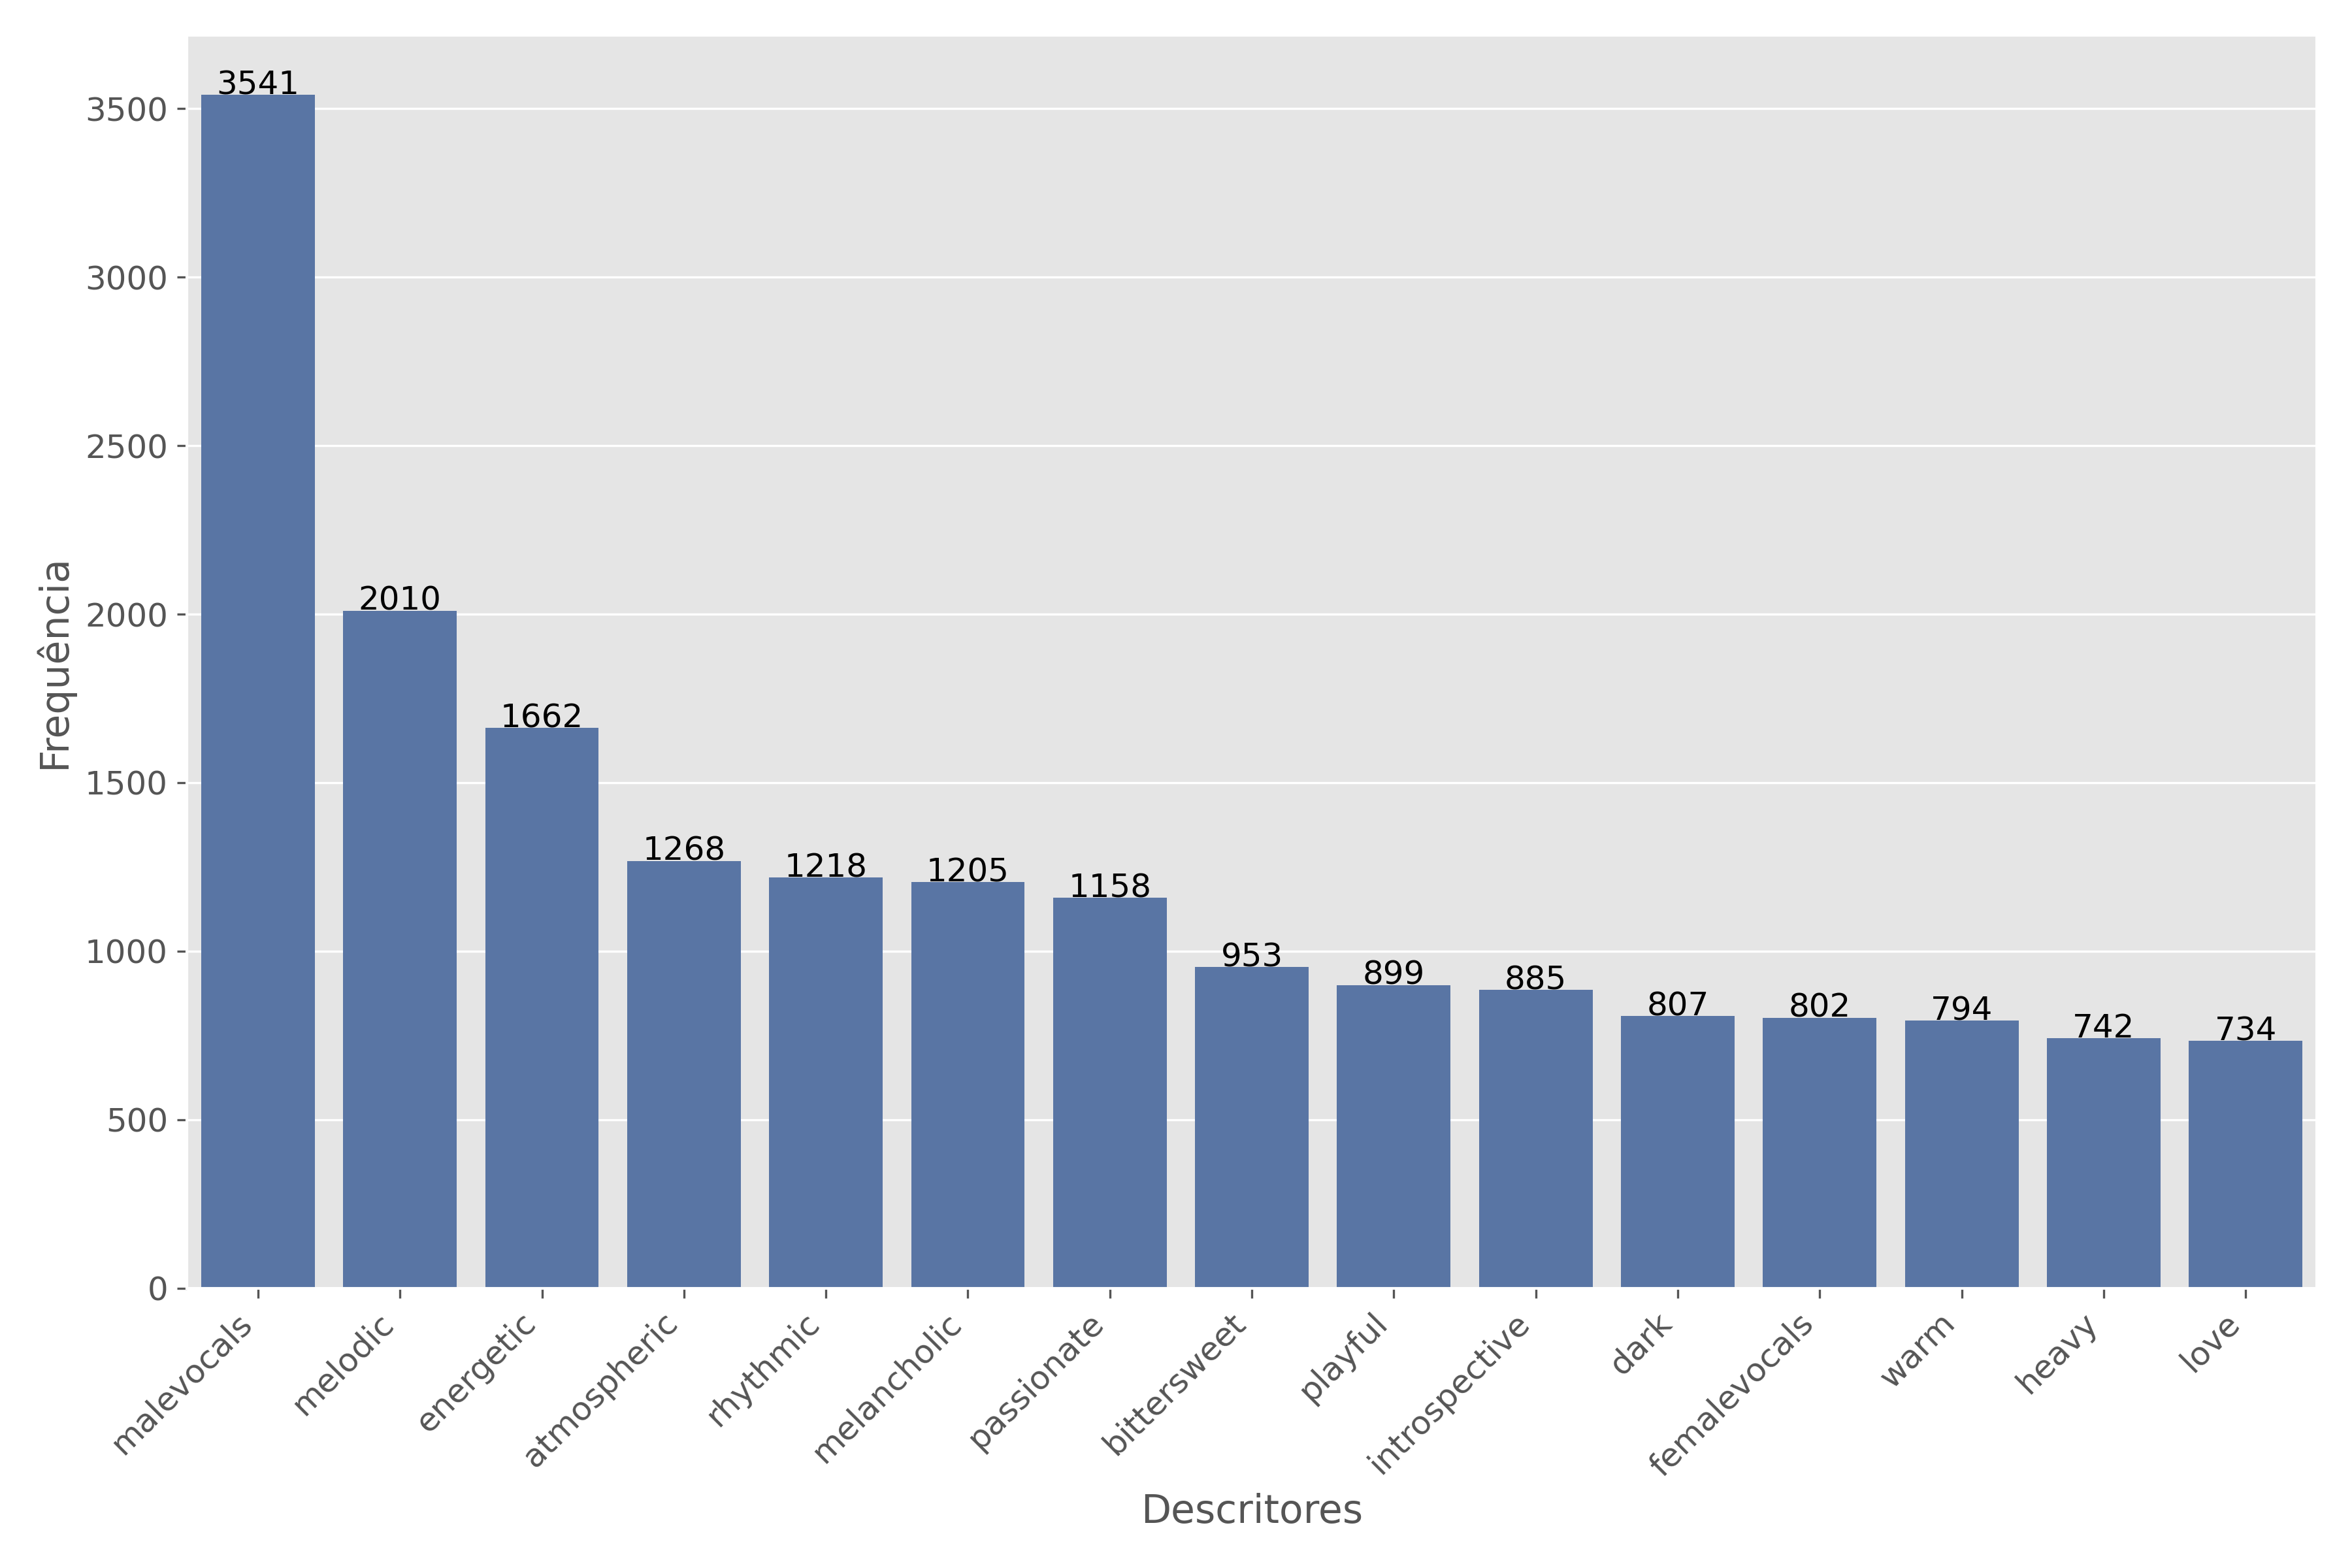 3541
3500
3000
2500
2010
2000
1662
1500
1268
1218
1205
1158
1000
953
899
885
807
802
794
742
734
500
0
Frequência
malevocals
melodic
energetic
atmospheric
rhythmic
melancholic
passionate
bittersweet
playful
introspective
dark
femalevocals
warm
heavy
love
Descritores